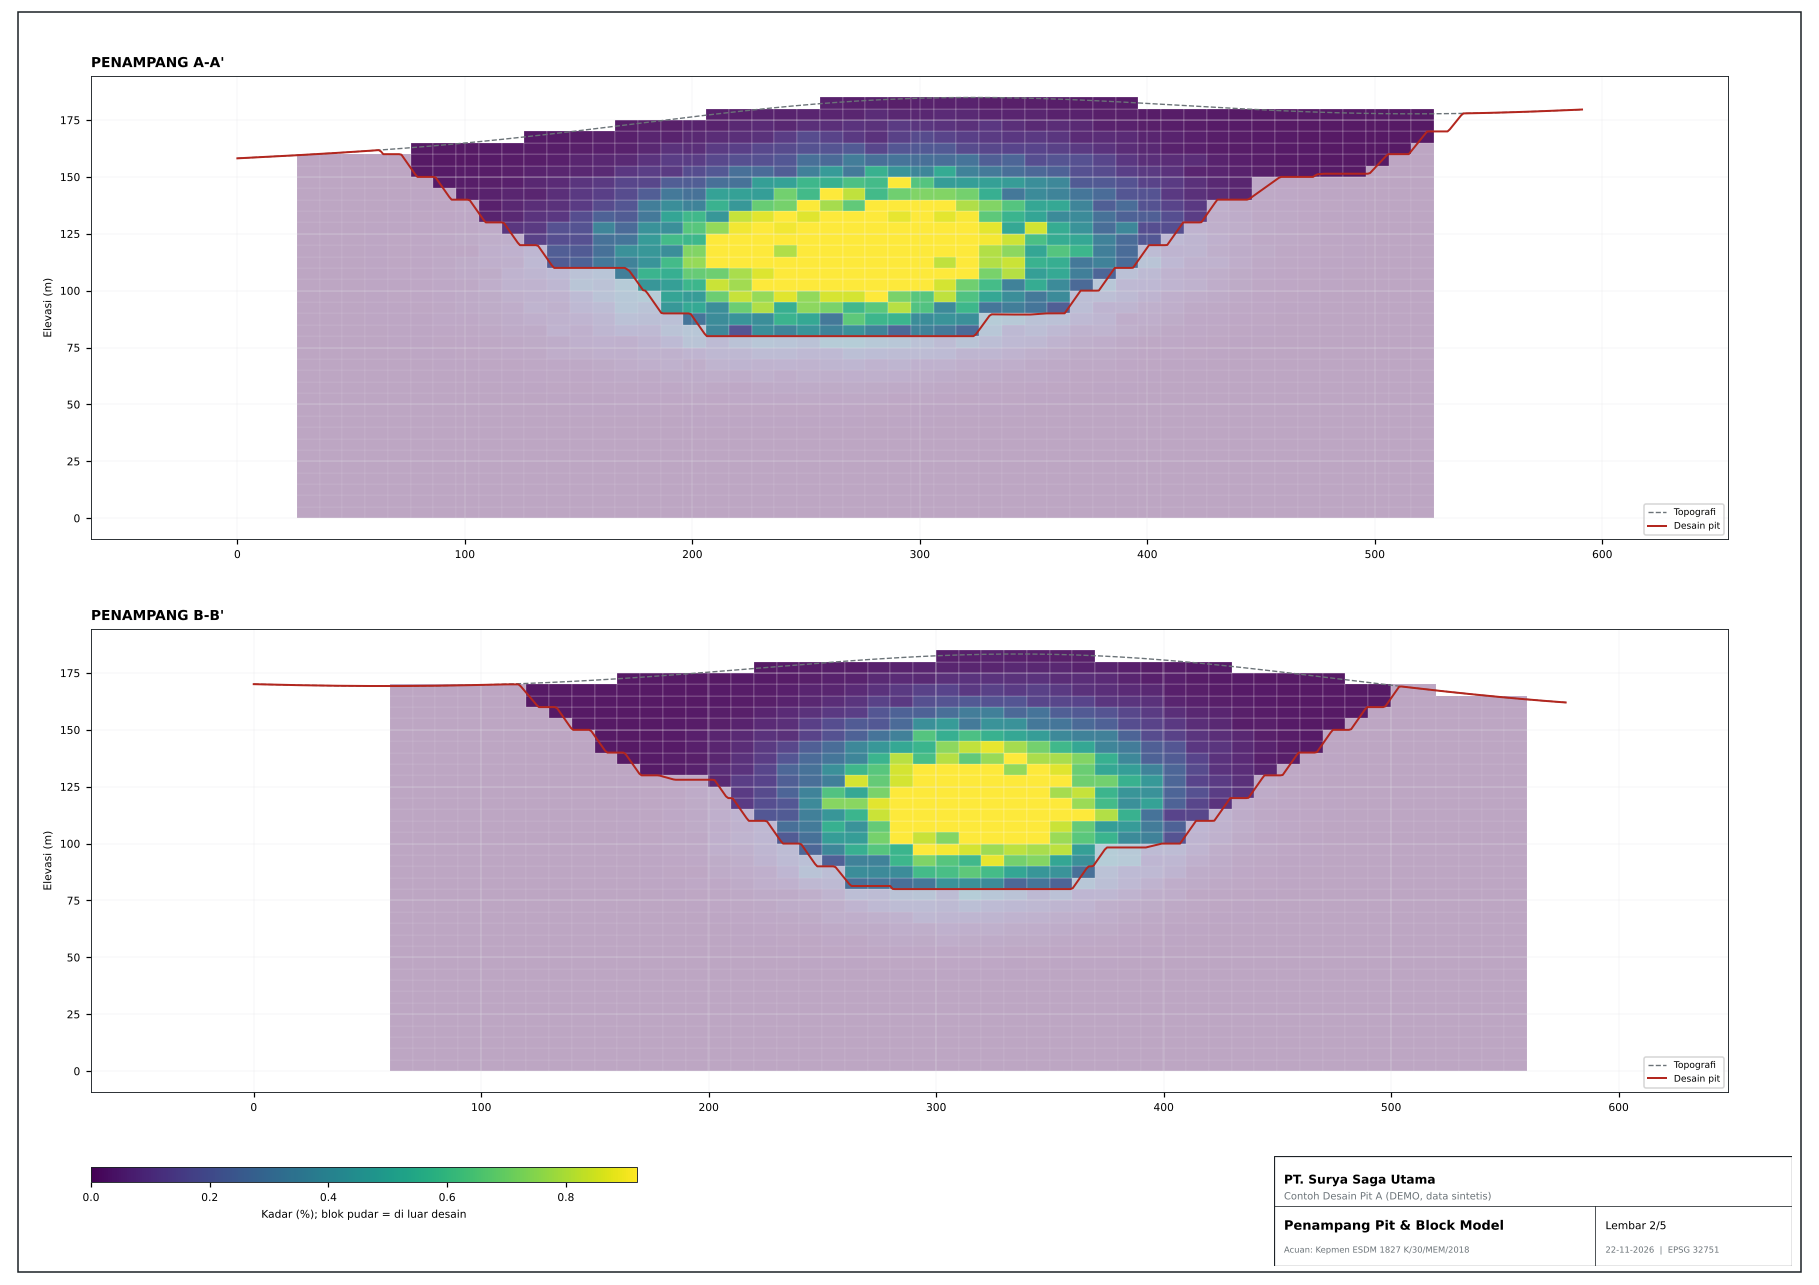 PENAMPANG A-A'
175
150
125
100
75
50
25
0
Elevasi (m)
Topografi
Desain pit
0 100 200 300 400 500 600
PENAMPANG B-B'
175
150
125
100
75
50
25
0
Elevasi (m)
Topografi
Desain pit
0 100 200 300 400 500 600
0.0 0.2 0.4 0.6 0.8
Kadar (%); blok pudar = di luar desain
PT. Surya Saga Utama
Contoh Desain Pit A (DEMO, data sintetis)
Penampang Pit & Block Model
Lembar 2/5
Acuan: Kepmen ESDM 1827 K/30/MEM/2018
22-11-2026 | EPSG 32751